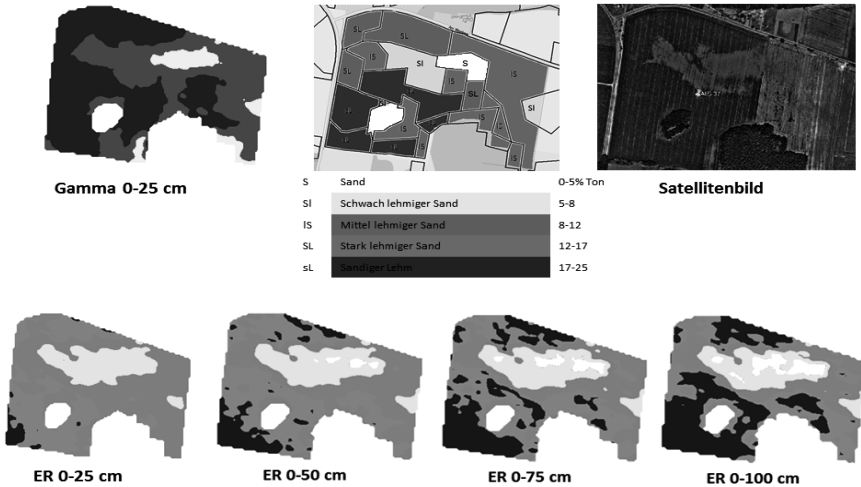 SL
SL
lS
Sl
S
lS
SL
lS
SL
Sl
lS
lS
lS
lS
lS
Gamma 0-25 cm
Satellitenbild
S Sand 0-5% Ton
Sl Schwach lehmiger Sand 5-8
lS Mittel lehmiger Sand 8-12
SL Stark lehmiger Sand 12-17
sL Sandiger Lehm 17-25
ER 0-25 cm
ER 0-50 cm
ER 0-75 cm
ER 0-100 cm